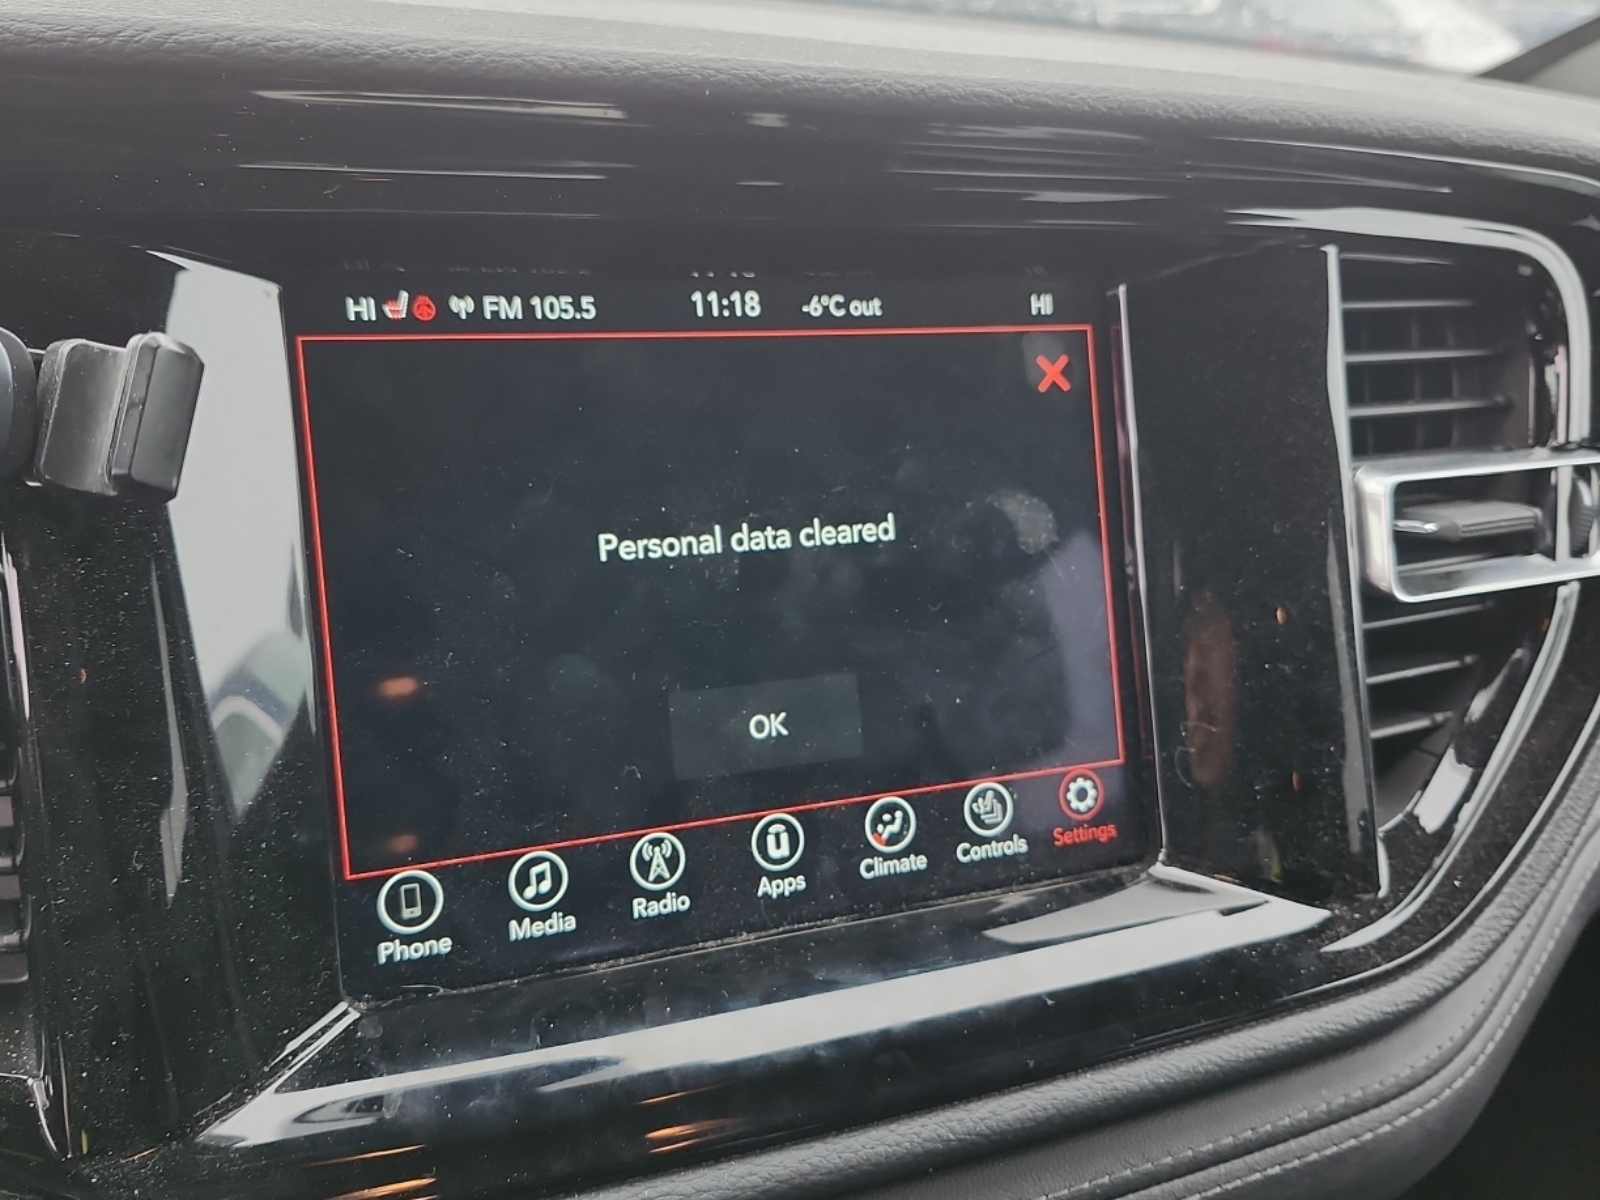 HI FM 105.5 11:18 -6°C out HI
Personal data cleared
OK
Phone Media Radio Apps Climate Controls Settings